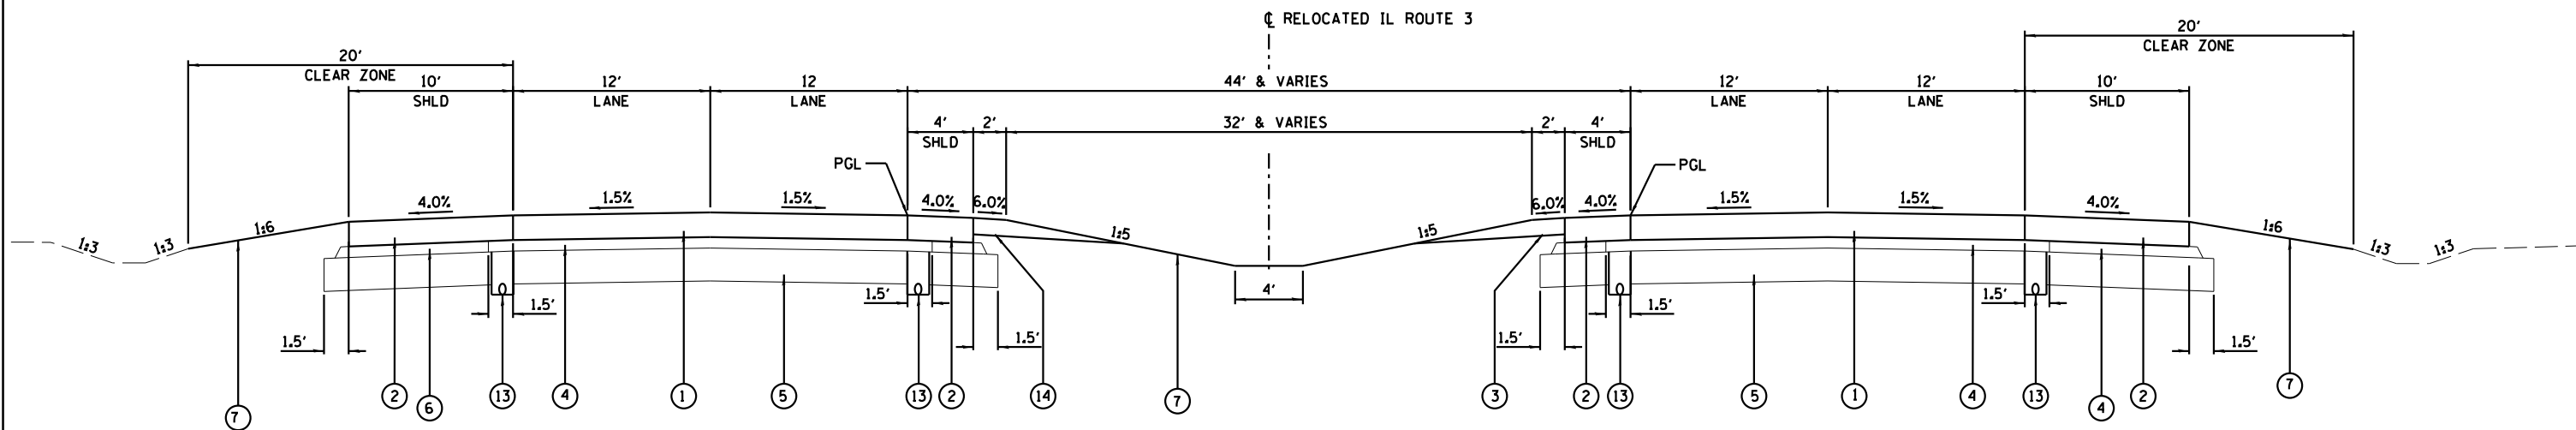 ℄ RELOCATED IL ROUTE 3
20' 20'
CLEAR ZONE CLEAR ZONE
10' 12' 12 44' & VARIES 12' 12' 10'
SHLD LANE LANE LANE LANE SHLD
4' 2' 32' & VARIES 2' 4'
SHLD SHLD
PGL PGL
4.0% 1.5% 1.5% 4.0% 6.0% 6.0% 4.0% 1.5% 1.5% 4.0%
1:3 1:3 1:6 1:5 1:5 1:6 1:3 1:3
1.5' 1.5' 4' 1.5' 1.5'
1.5' 1.5' 1.5' 1.5'
7 2 6 13 4 1 5 13 2 14 7 3 2 13 5 1 4 13 4 2 7